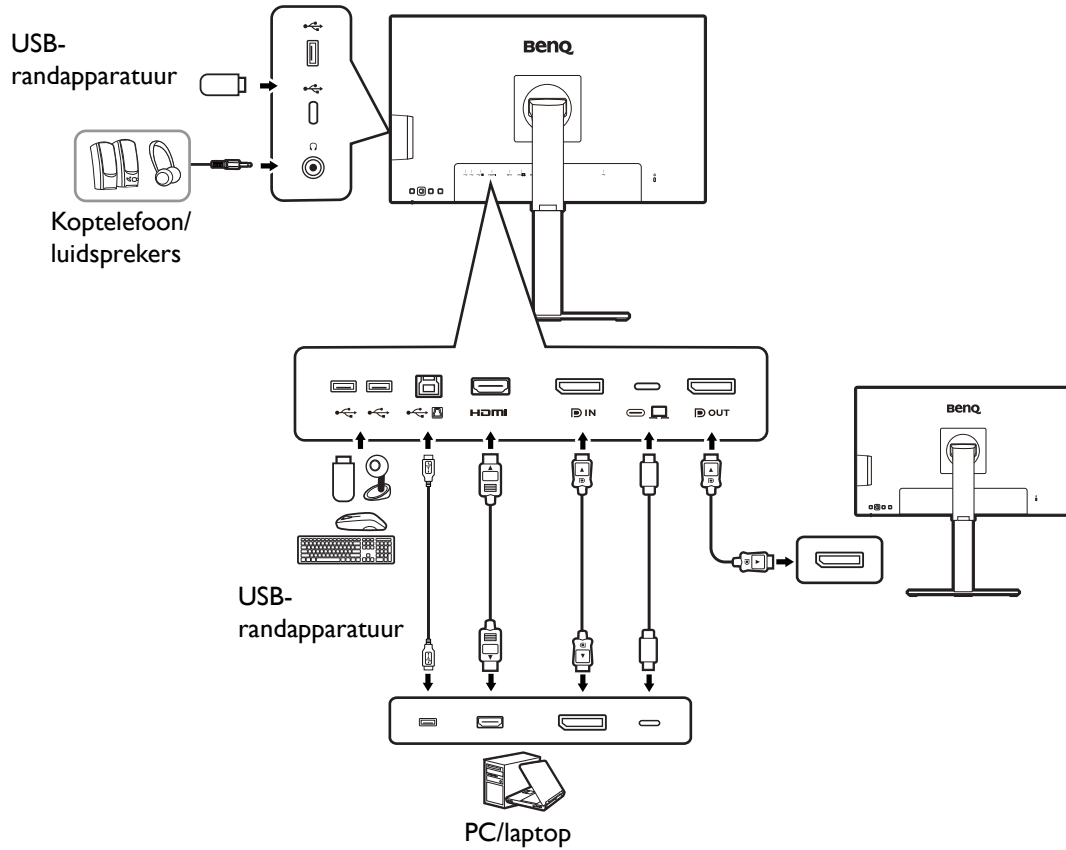 USB-
randapparatuur
BenQ
Koptelefoon/
luidsprekers
HDMI
IN
OUT
BenQ
USB-
randapparatuur
PC/laptop